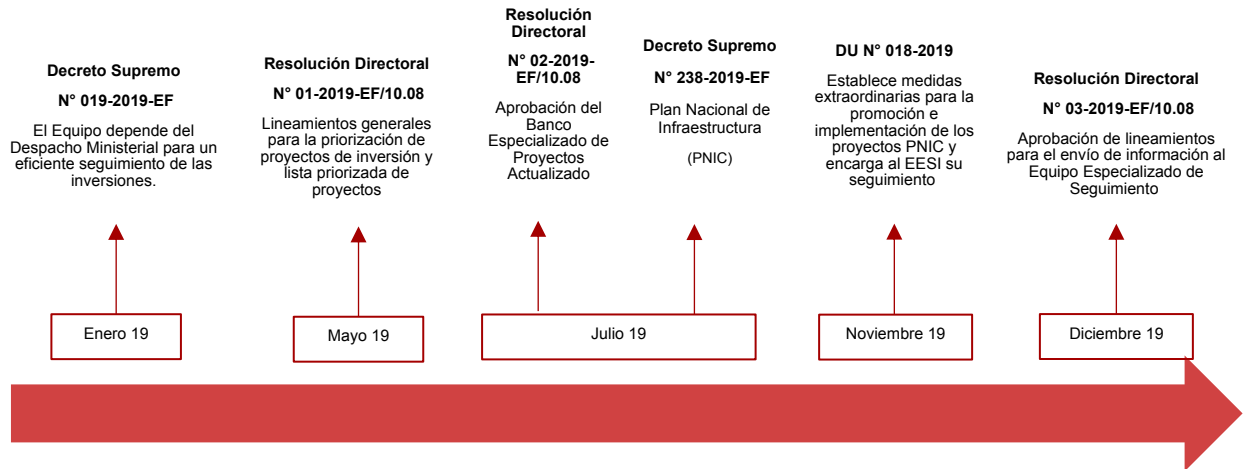 Decreto Supremo
N° 019-2019-EF
El Equipo depende del
Despacho Ministerial para un
eficiente seguimiento de las
inversiones.
Resolución Directoral
N° 01-2019-EF/10.08
Lineamientos generales
para la priorización de
proyectos de inversión y
lista priorizada de
proyectos
Resolución
Directoral
N° 02-2019-
EF/10.08
Aprobación del
Banco
Especializado de
Proyectos
Actualizado
Decreto Supremo
N° 238-2019-EF
Plan Nacional de
Infraestructura
(PNIC)
DU N° 018-2019
Establece medidas
extraordinarias para la
promoción e
implementación de los
proyectos PNIC y
encarga al EESI su
seguimiento
Resolución Directoral
N° 03-2019-EF/10.08
Aprobación de lineamientos
para el envío de información al
Equipo Especializado de
Seguimiento
Enero 19
Mayo 19
Julio 19
Noviembre 19
Diciembre 19